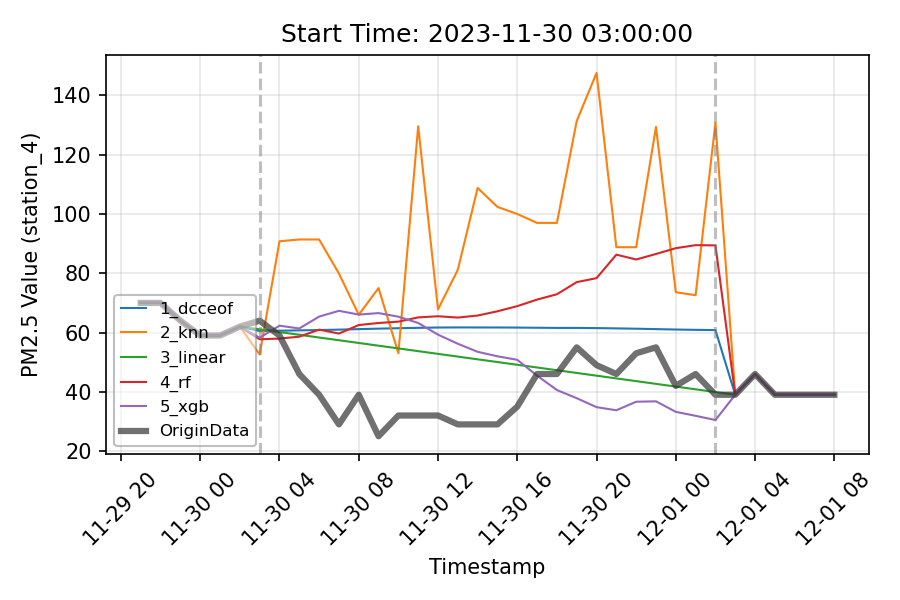 Start Time: 2023-11-30 03:00:00
PM2.5 Value (station_4)
140
120
100
80
60
40
20
1_dcceof
2_knn
3_linear
4_rf
5_xgb
OriginData
11-29 20
11-30 00
11-30 04
11-30 08
11-30 12
11-30 16
11-30 20
12-01 00
12-01 04
12-01 08
Timestamp